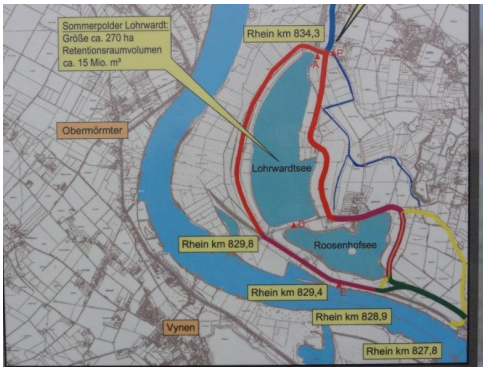 Sommerpolder Lohrwardt:
Größe ca. 270 ha
Retentionsraumvolumen
ca. 15 Mio. m³
Rhein km 834,3
P
A
Obermörmter
Lohrwardtsee
Rhein km 829,8
Roosenhofsee
Rhein km 829,4
E
Rhein km 828,9
Vynen
Rhein km 827,8